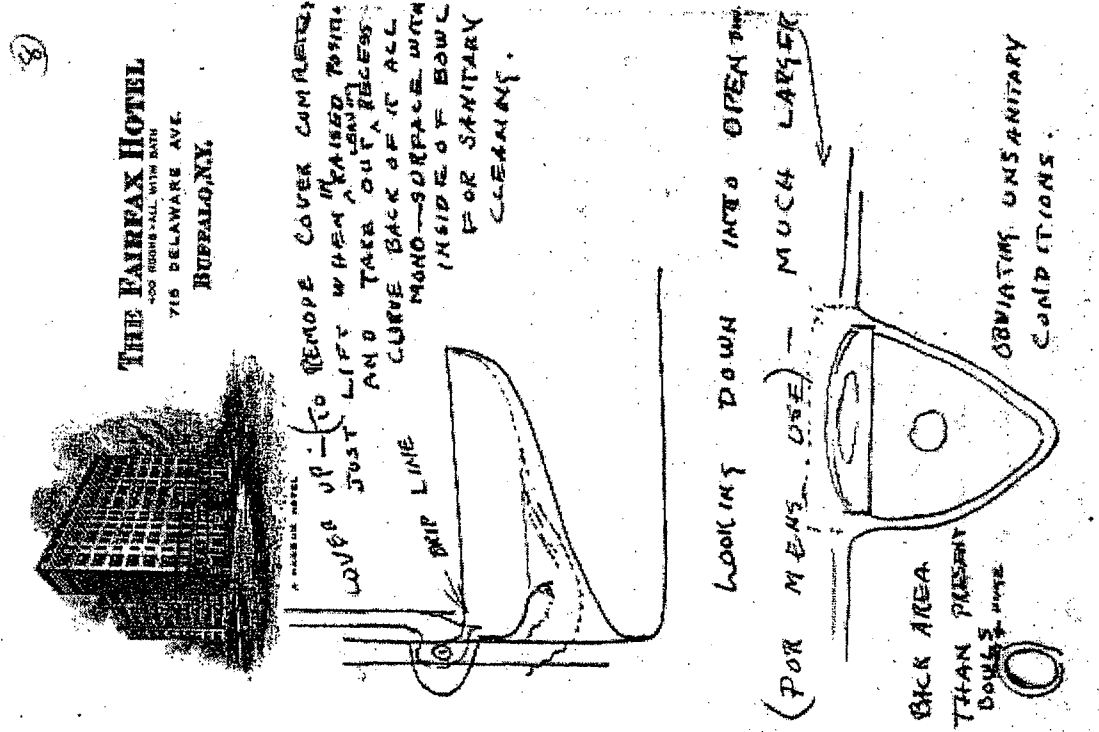 8
THE FAIRFAX HOTEL
400 ROOMS-ALL WITH BATH
715 DELAWARE AVE.
BUFFALO, N.Y.
HOTEL
COVER UP — (TO REMOVE COVER
JUST LIFT WHEN IN RAISED
AND TAKE OUT LEAVING RECESS
CURVE BACK OF IT ALL
MONO-SURFACE WITH
INSIDE OF BOWL
FOR SANITARY
CLEANING.
DRIP LINE
LOOKING DOWN INTO OPEN
(FOR MENS USE) — MUCH LARGER
BACK AREA
THAN PRESENT
BOWLS
OBVIATING UNSANITARY
CONDITIONS.